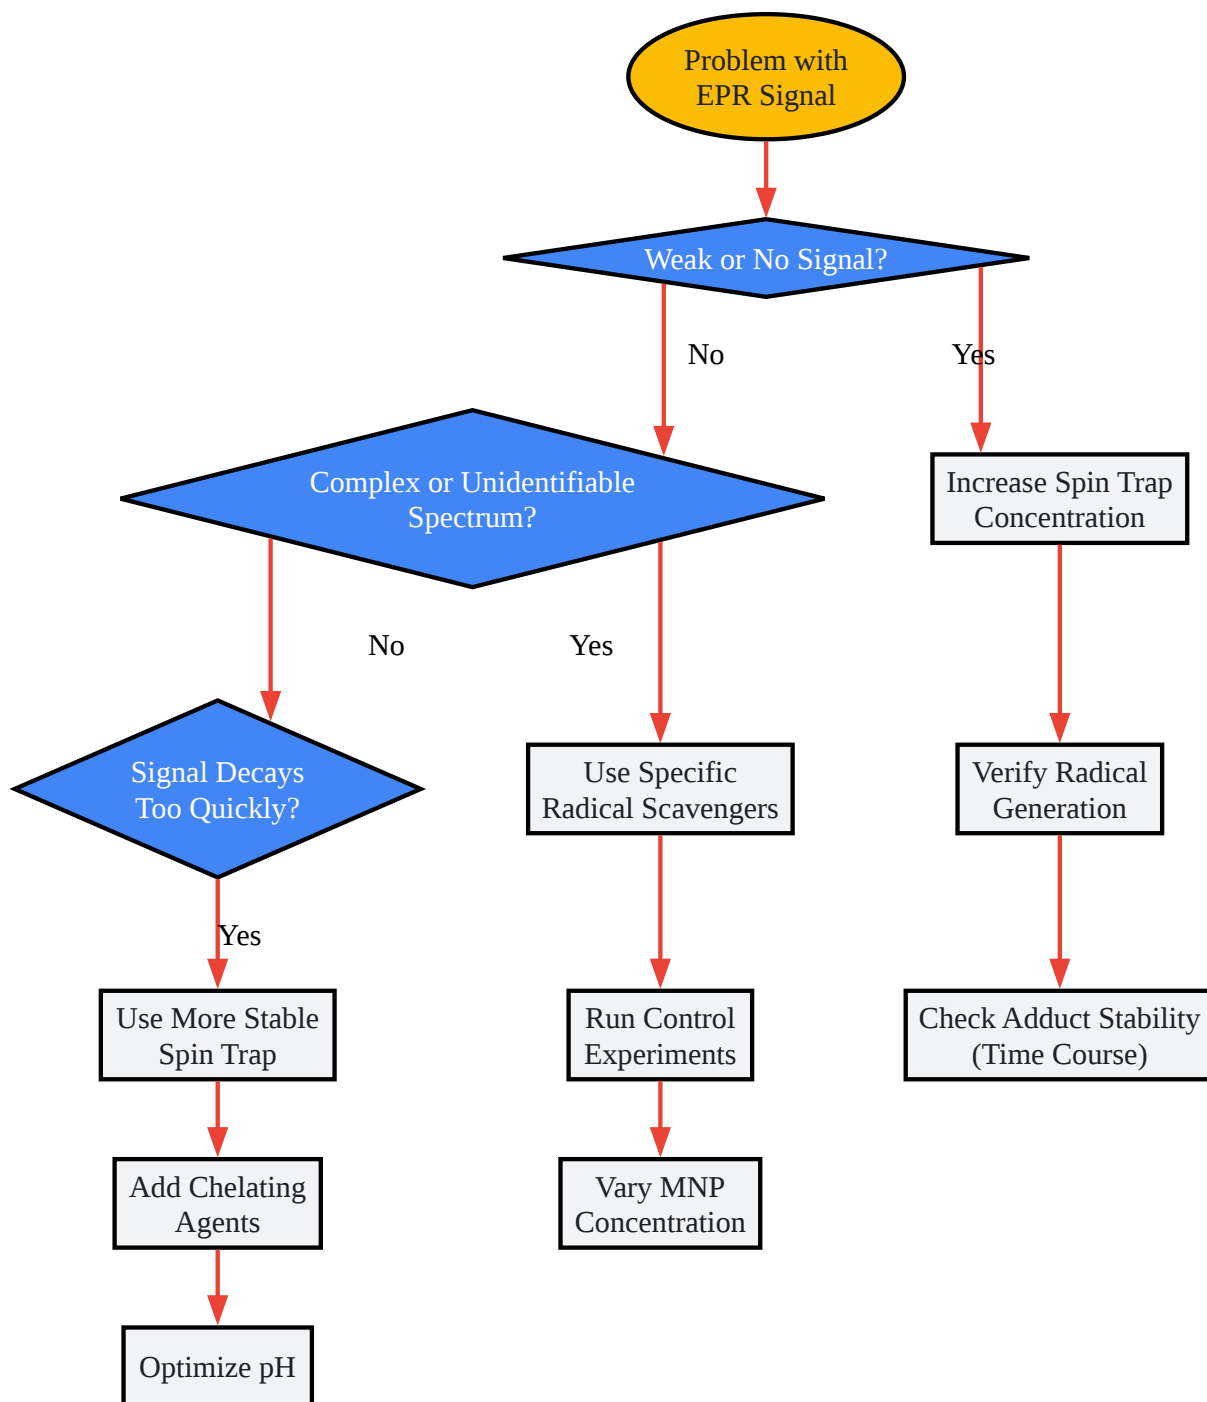 Problem with
EPR Signal
Weak or No Signal?
No
Yes
Complex or Unidentifiable
Spectrum?
Increase Spin Trap
Concentration
No
Yes
Signal Decays
Too Quickly?
Use Specific
Radical Scavengers
Verify Radical
Generation
Yes
Use More Stable
Spin Trap
Run Control
Experiments
Check Adduct Stability
(Time Course)
Add Chelating
Agents
Vary MNP
Concentration
Optimize pH